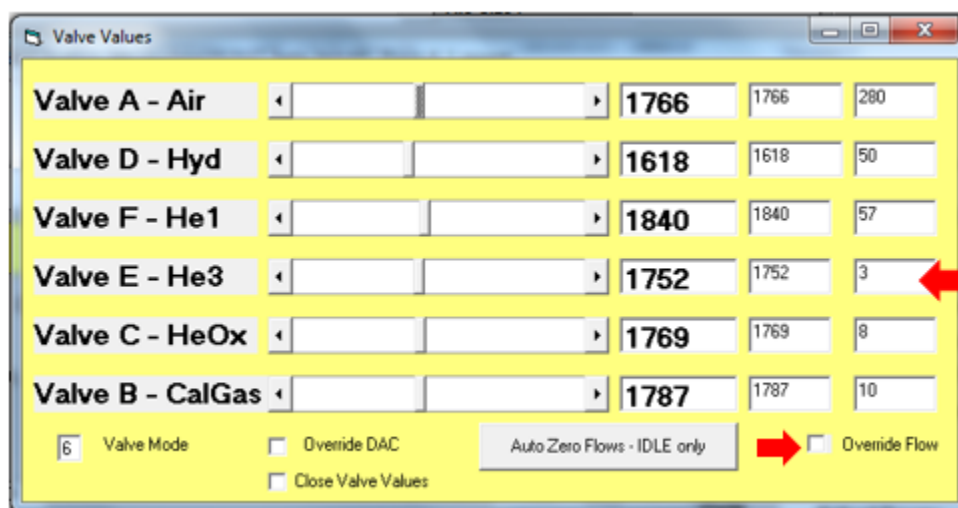 Valve Values
Valve A - Air 1766 1766 280
Valve D - Hyd 1618 1618 50
Valve F - He1 1840 1840 57
Valve E - He3 1752 1752 3
Valve C - HeOx 1769 1769 8
Valve B - CalGas 1787 1787 10
6 Valve Mode Override DAC Auto Zero Flows - IDLE only Override Flow
Close Valve Values